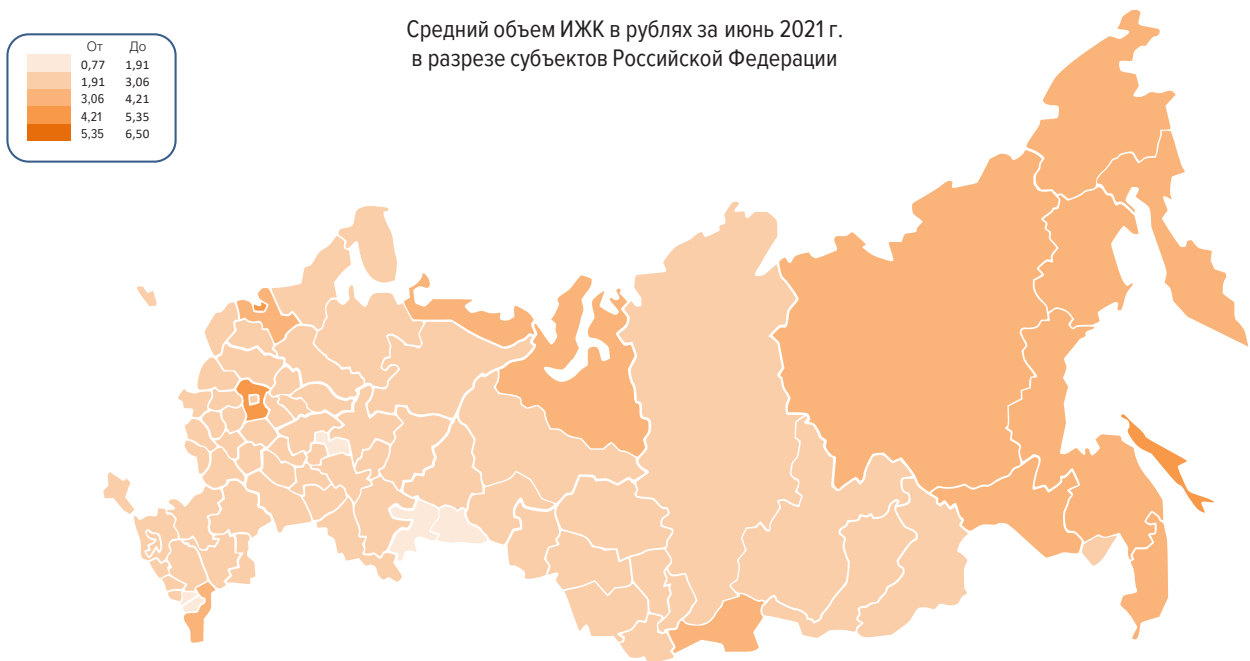 Средний объем ИЖК в рублях за июнь 2021 г.
в разрезе субъектов Российской Федерации
От До
0,77 1,91
1,91 3,06
3,06 4,21
4,21 5,35
5,35 6,50